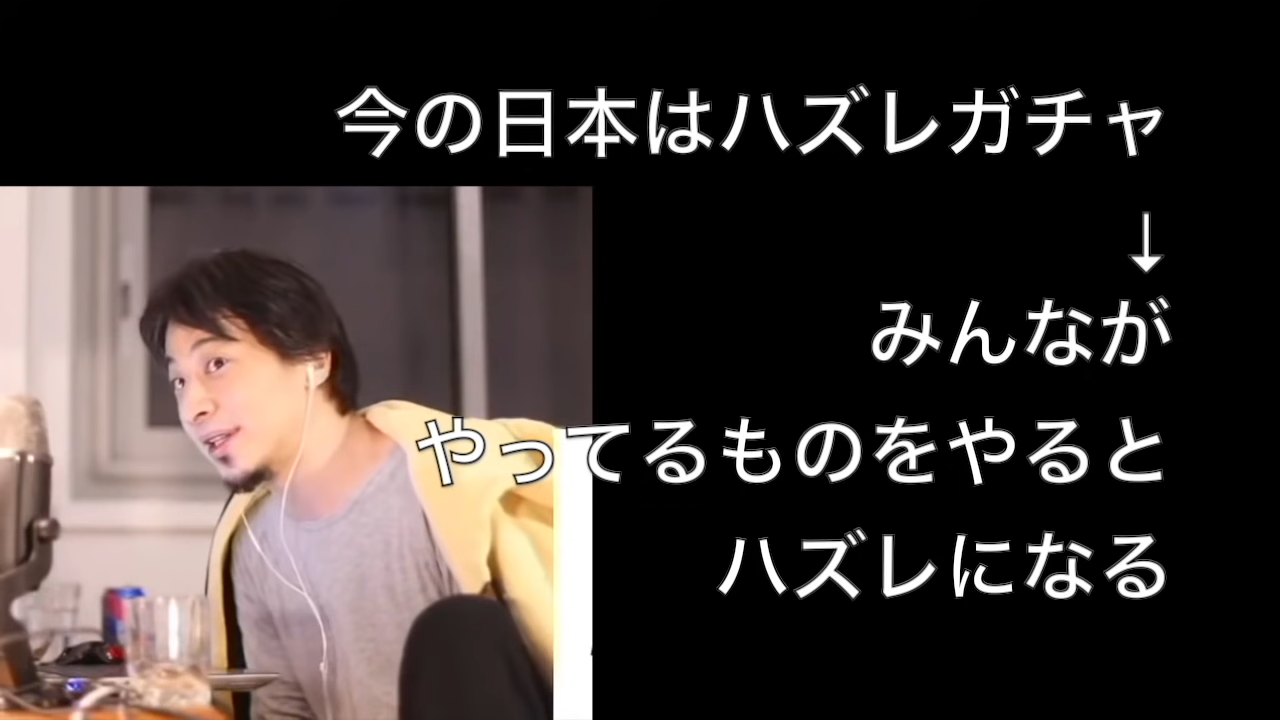 今の日本はハズレガチャ
↓
みんなが
やってるものをやると
ハズレになる